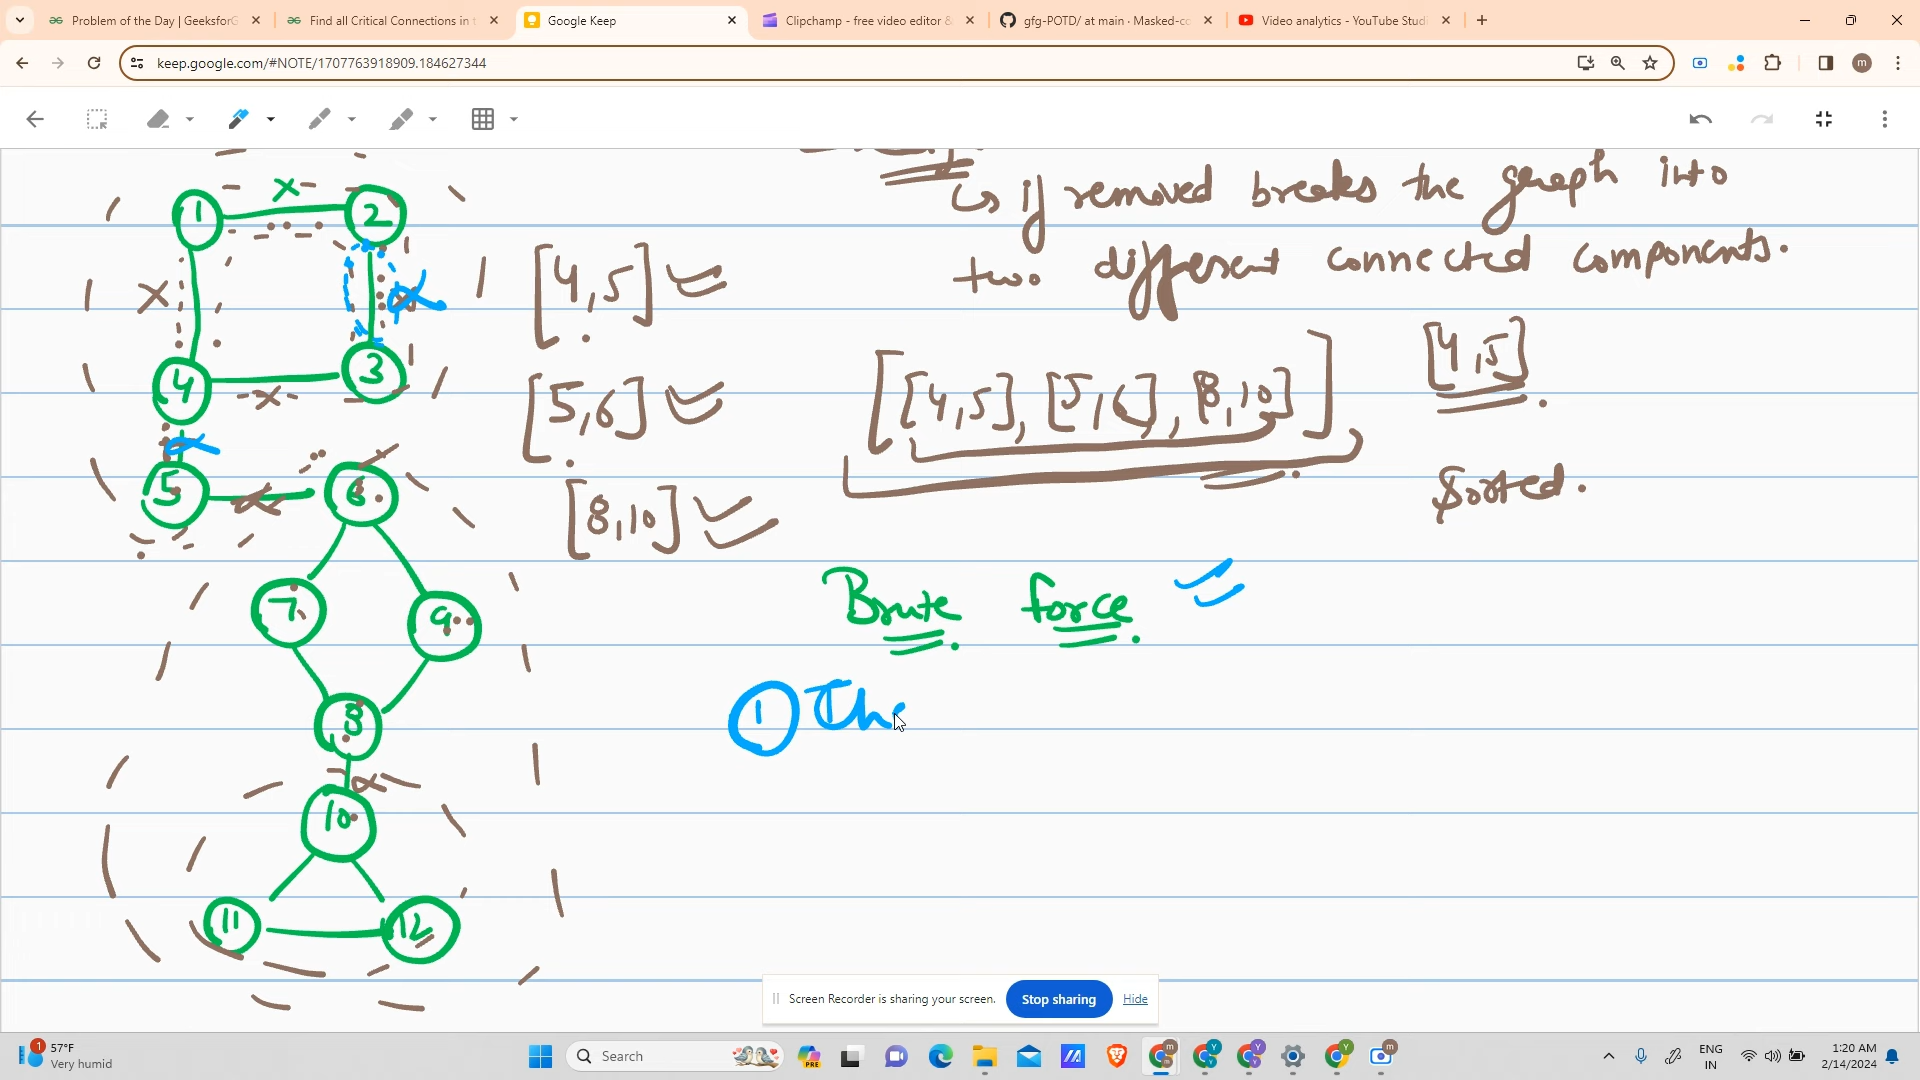 Problem of the Day | GeeksforG
Find all Critical Connections in t
Google Keep
Clipchamp - free video editor &
gfg-POTD/ at main · Masked-co
Video analytics - YouTube Studi
keep.google.com/#NOTE/1707763918909.184627344
m
↳ if removed breaks the graph into
two different connected components.
1
2
4
3
5
6
7
9
8
10
11
12
[4,5]
[5,6]
[8,10]
[[4,5], [5,6], [8,10]]
[4,5]
Sorted.
Brute force
1 The
Screen Recorder is sharing your screen.
Stop sharing
Hide
1
57°F
Very humid
Search
PRE
ENG
IN
1:20 AM
2/14/2024